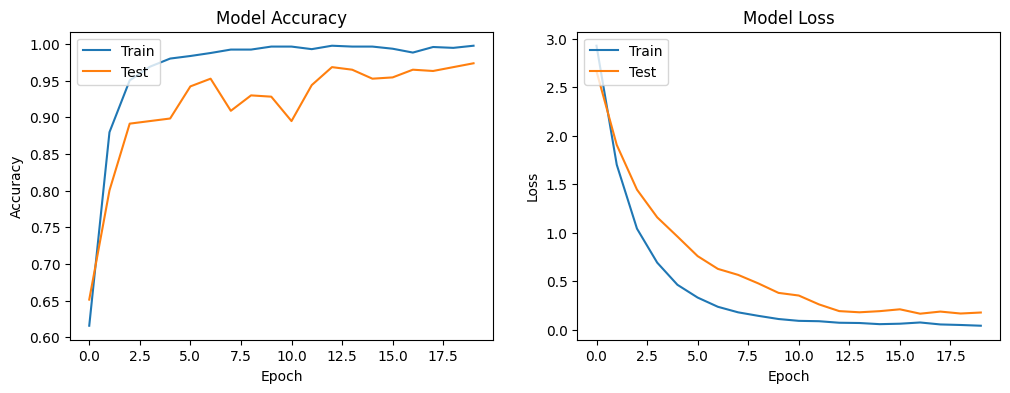 Model Accuracy
Train
Test
1.00
0.95
0.90
0.85
0.80
0.75
0.70
0.65
0.60
Accuracy
0.0 2.5 5.0 7.5 10.0 12.5 15.0 17.5
Epoch
Model Loss
Train
Test
3.0
2.5
2.0
1.5
1.0
0.5
0.0
Loss
0.0 2.5 5.0 7.5 10.0 12.5 15.0 17.5
Epoch